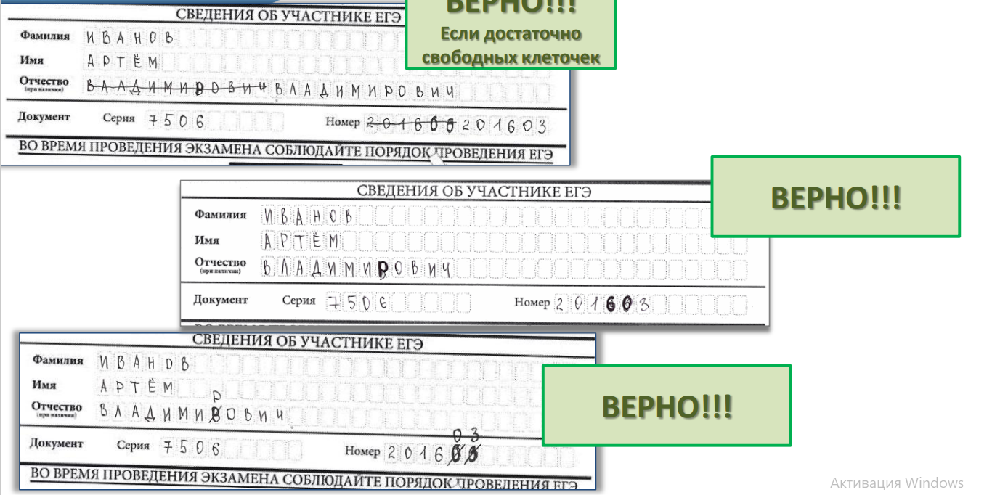 ВЕРНО!!!
Если достаточно
свободных клеточек
СВЕДЕНИЯ ОБ УЧАСТНИКЕ ЕГЭ
Фамилия ИВАНОВ
Имя АРТЁМ
Отчество ВЛАДИМИРОВИЧ ВЛАДИМИРОВИЧ
(при наличии)
Документ Серия 7506 Номер 201603 201603
ВО ВРЕМЯ ПРОВЕДЕНИЯ ЭКЗАМЕНА СОБЛЮДАЙТЕ ПОРЯДОК ПРОВЕДЕНИЯ ЕГЭ
ВЕРНО!!!
СВЕДЕНИЯ ОБ УЧАСТНИКЕ ЕГЭ
Фамилия ИВАНОВ
Имя АРТЁМ
Отчество ВЛАДИМИРОВИЧ
(при наличии)
Документ Серия 7506 Номер 201603
СВЕДЕНИЯ ОБ УЧАСТНИКЕ ЕГЭ
Фамилия ИВАНОВ
Имя АРТЁМ
Р
Отчество ВЛАДИМИВОВИЧ
(при наличии)
03
Документ Серия 7506 Номер 2016
ВО ВРЕМЯ ПРОВЕДЕНИЯ ЭКЗАМЕНА СОБЛЮДАЙТЕ ПОРЯДОК ПРОВЕДЕНИЯ ЕГЭ
ВЕРНО!!!
Активация Windows